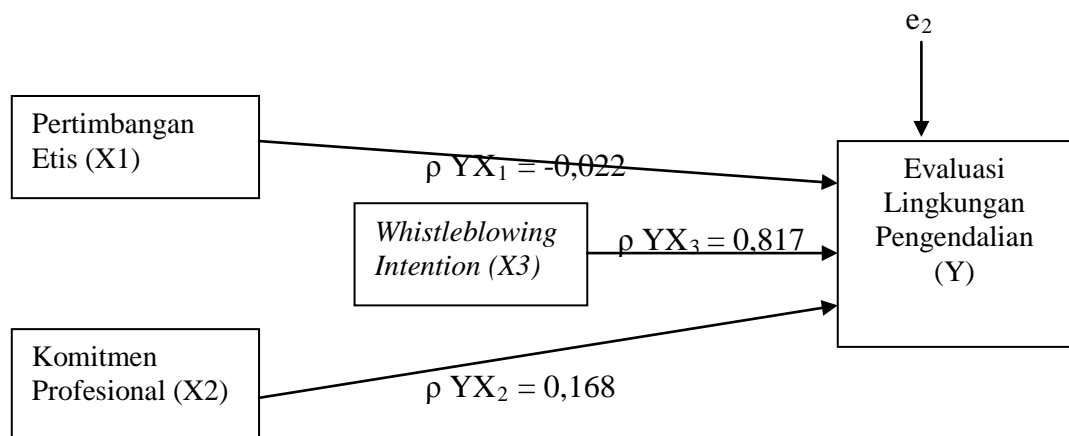 e₂
Pertimbangan
Etis (X1)
ρ YX₁ = -0,022
Evaluasi
Lingkungan
Pengendalian
(Y)
Whistleblowing
Intention (X3)
ρ YX₃ = 0,817
Komitmen
Profesional (X2)
ρ YX₂ = 0,168